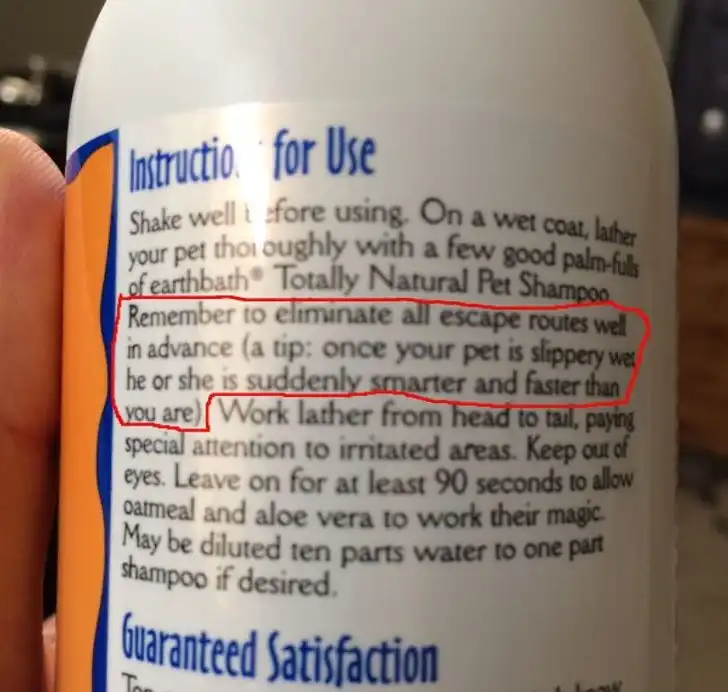 Instructio for Use
Shake well before using. On a wet coat, lather
your pet thoroughly with a few good palm-fulls
of earthbath® Totally Natural Pet Shampoo
Remember to eliminate all escape routes well
in advance (a tip: once your pet is slippery wet
he or she is suddenly smarter and faster than
you are) Work lather from head to tail, paying
special attention to irritated areas. Keep out of
eyes. Leave on for at least 90 seconds to allow
oatmeal and aloe vera to work their magic.
May be diluted ten parts water to one part
shampoo if desired.
Guaranteed Satisfaction